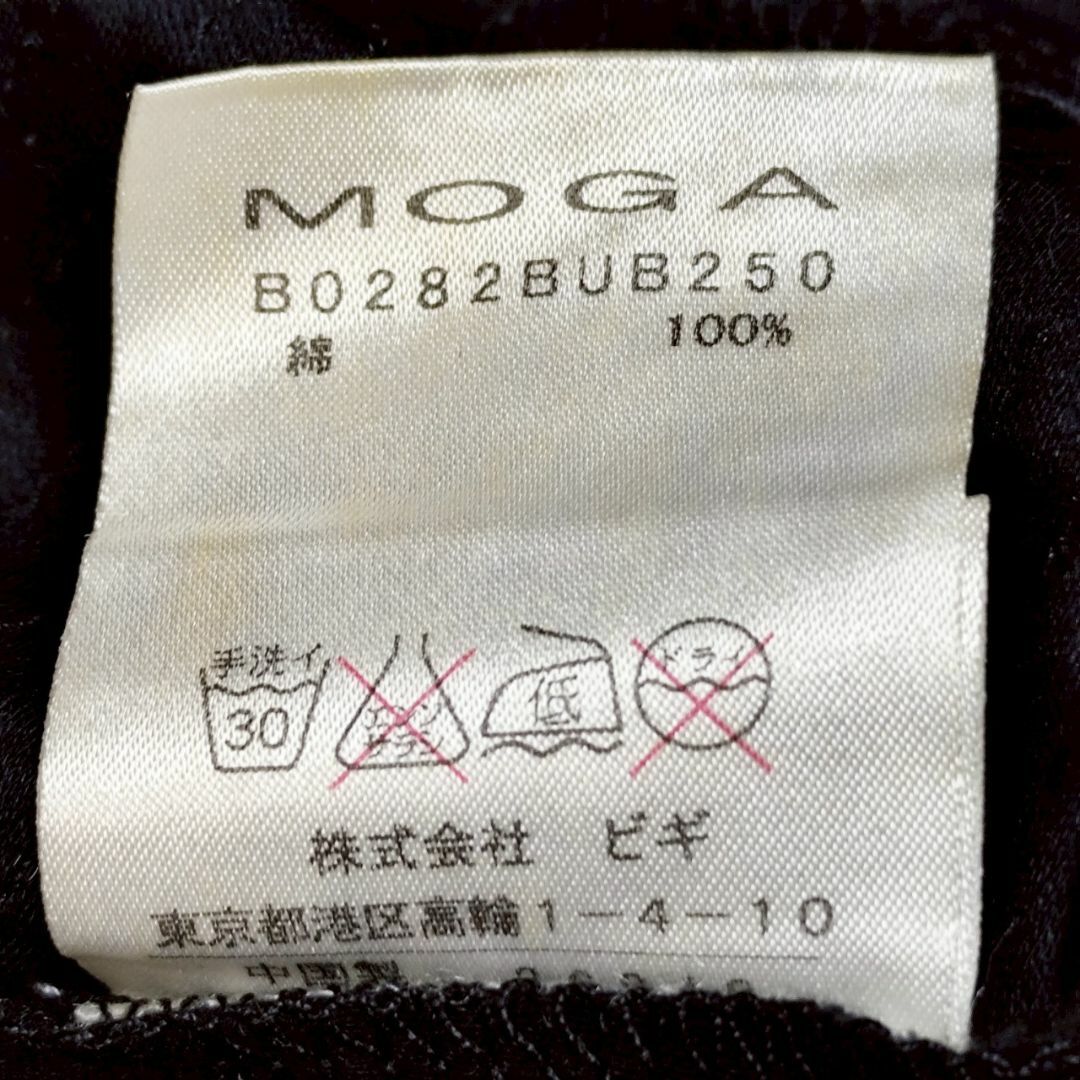 MOGA
B0282BUB250
綿 100%
手洗イ 30 エンソ サラシ 低 ドライ
株式会社 ビギ
東京都港区高輪1-4-10
中国製